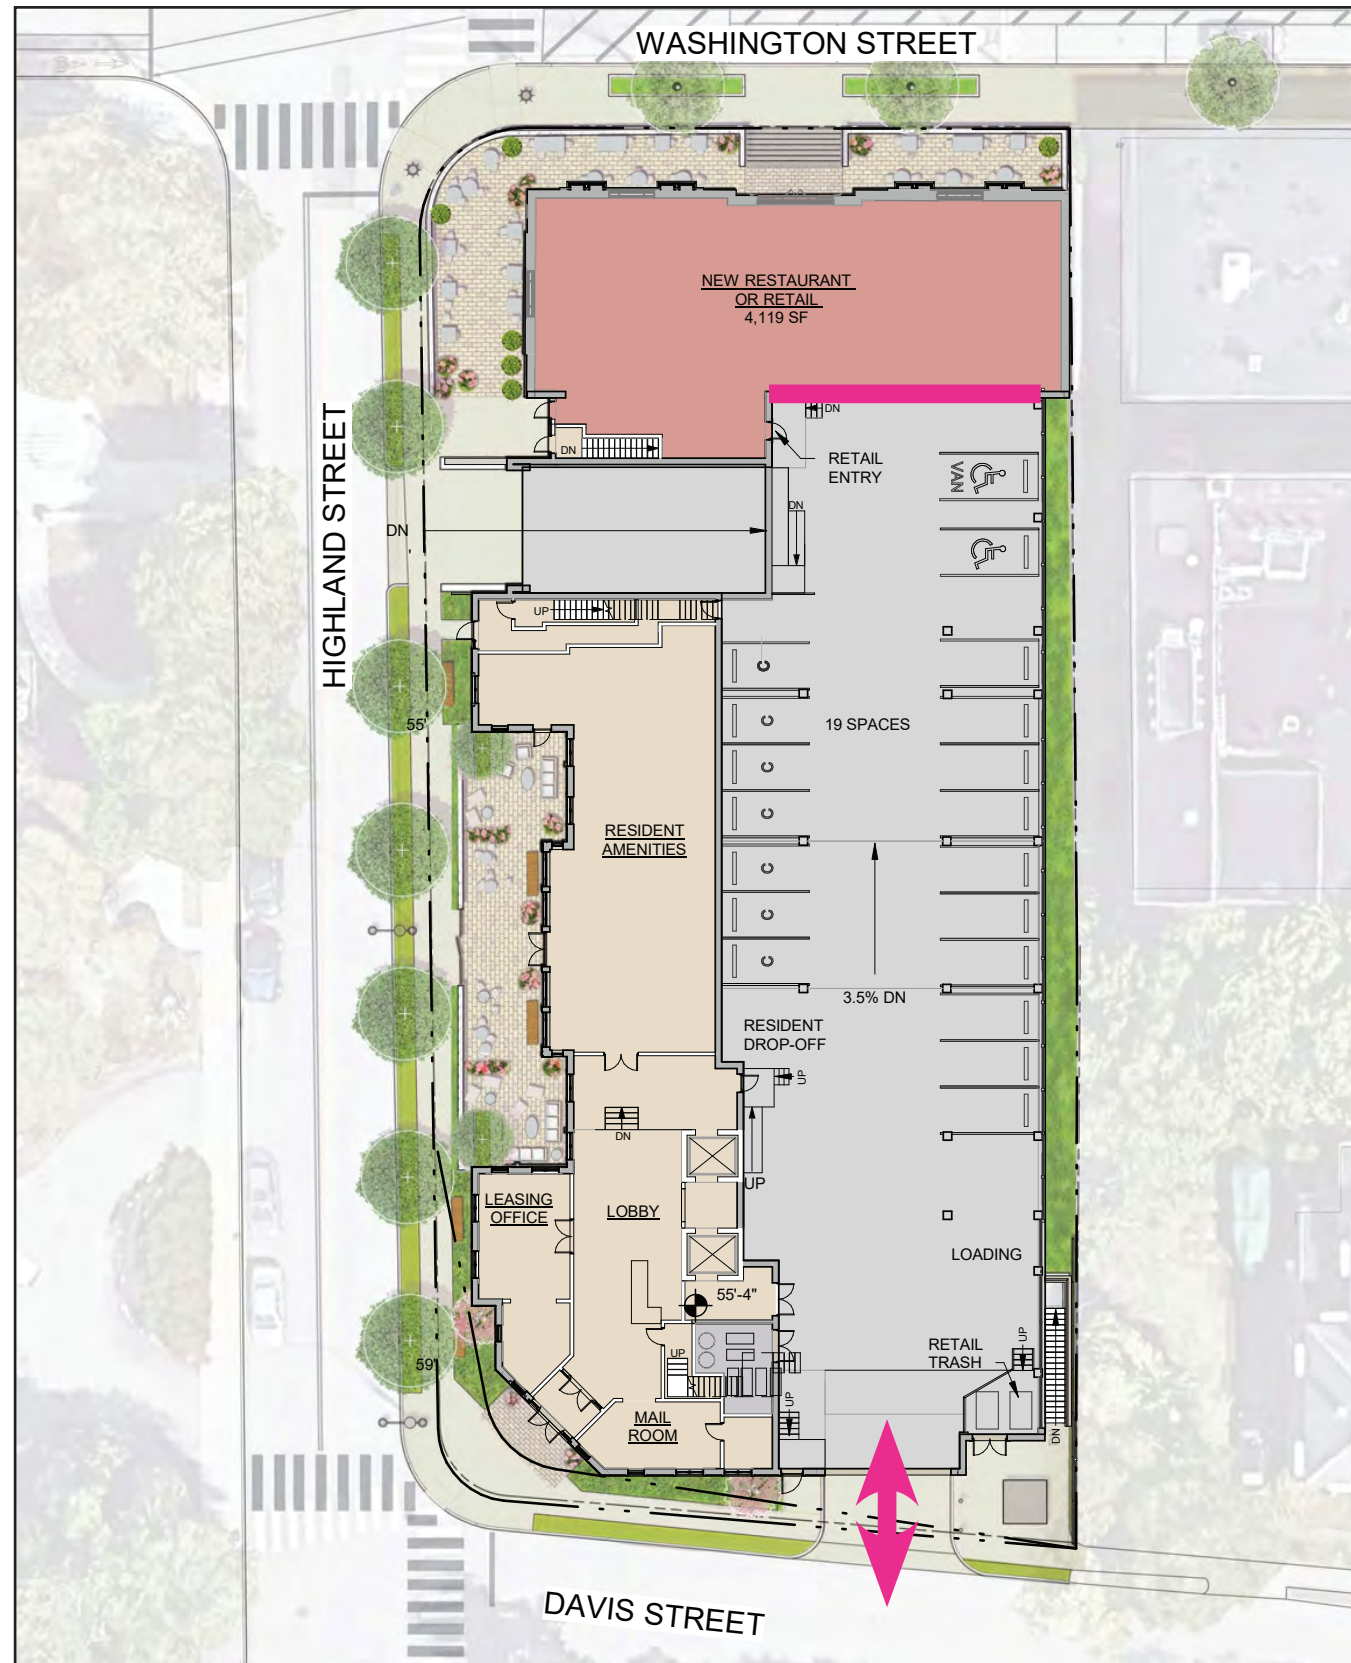 WASHINGTON STREET
NEW RESTAURANT
OR RETAIL
4,119 SF
HIGHLAND STREET
DN
DN
RETAIL
ENTRY
VAN
DN
DN
UP
C
55'
19 SPACES
C
C
C
RESIDENT
AMENITIES
C
C
C
3.5% DN
RESIDENT
DROP-OFF
UP
DN
UP
LEASING
OFFICE
LOBBY
LOADING
55'-4"
RETAIL
TRASH
UP
UP
59'
UP
MAIL
ROOM
DN
DAVIS STREET